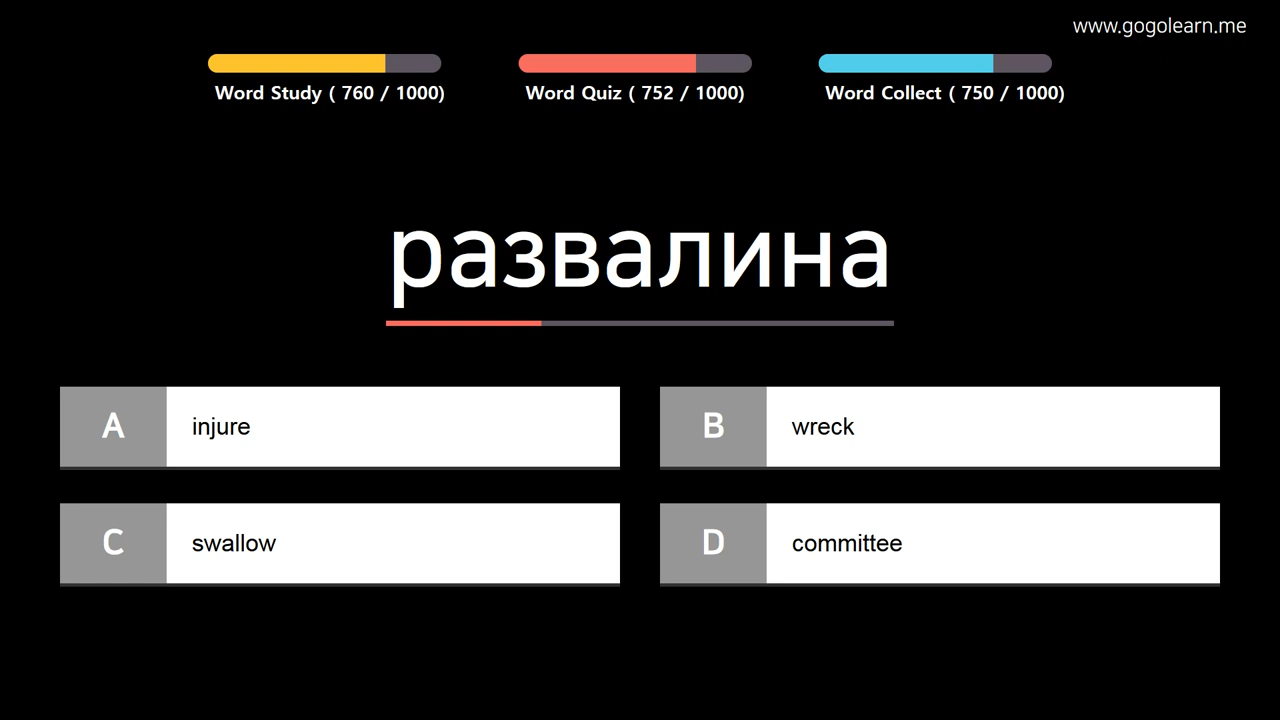 www.gogolearn.me
Word Study ( 760 / 1000)
Word Quiz ( 752 / 1000)
Word Collect ( 750 / 1000)
развалина
A injure
B wreck
C swallow
D committee